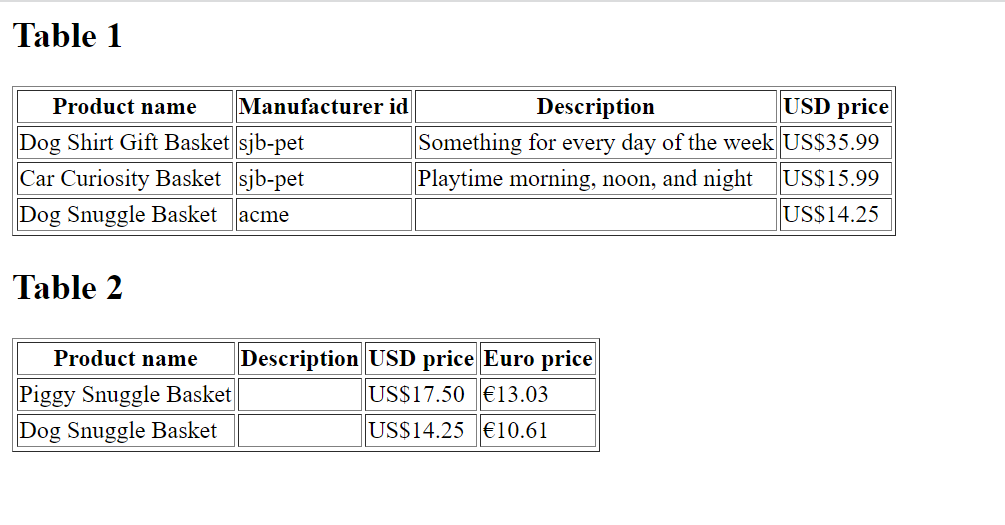 Table 1
Product name Manufacturer id Description USD price
Dog Shirt Gift Basket sjb-pet Something for every day of the week US$35.99
Car Curiosity Basket sjb-pet Playtime morning, noon, and night US$15.99
Dog Snuggle Basket acme US$14.25
Table 2
Product name Description USD price Euro price
Piggy Snuggle Basket US$17.50 €13.03
Dog Snuggle Basket US$14.25 €10.61